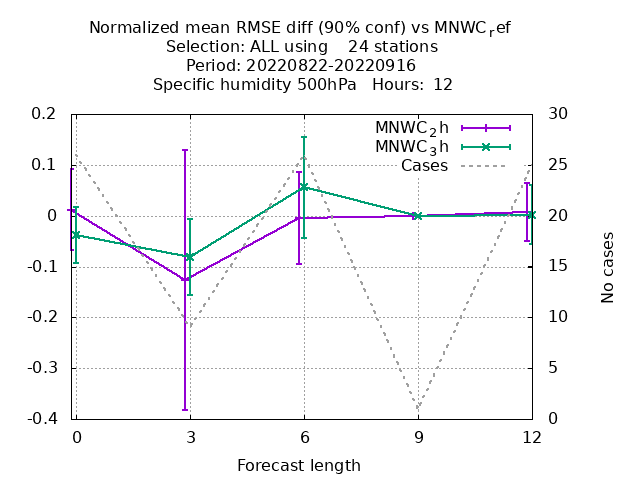 Normalized mean RMSE diff (90% conf) vs MNWC_ref
Selection: ALL using    24 stations
Period: 20220822-20220916
Specific humidity 500hPa   Hours:  12
0.2
0.1
0
-0.1
-0.2
-0.3
-0.4
30
25
20
15
10
5
0
MNWC_2h
MNWC_3h
Cases
No cases
0
3
6
9
12
Forecast length